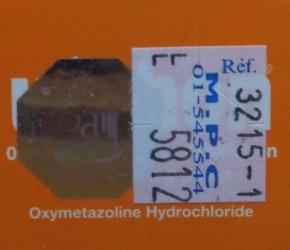 Réf.
3215-1
M.P.C
01-545544
L 5812
Oxymetazoline Hydrochloride